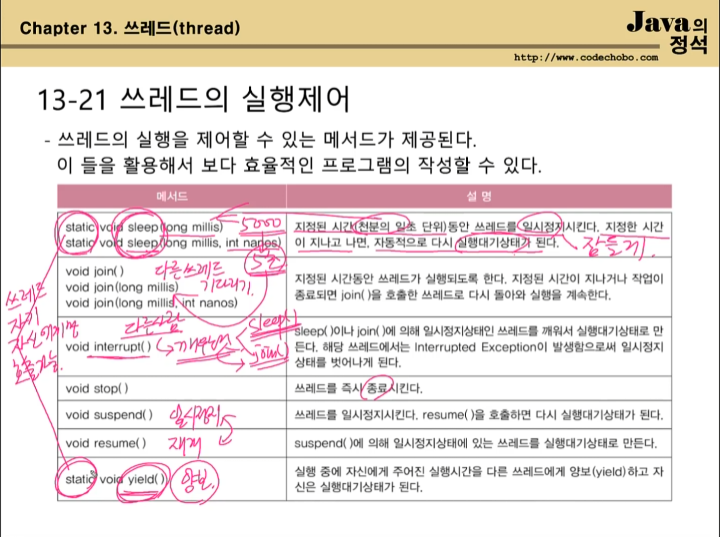 Chapter 13. 쓰레드(thread)
Java의
정석
http://www.codechobo.com
13-21 쓰레드의 실행제어
- 쓰레드의 실행을 제어할 수 있는 메서드가 제공된다.
이 들을 활용해서 보다 효율적인 프로그램의 작성할 수 있다.
메서드
설 명
static void sleep(long millis)
static void sleep(long millis, int nanos)
5000
5초
지정된 시간(천분의 일초 단위)동안 쓰레드를 일시정지시킨다. 지정한 시간
이 지나고 나면, 자동적으로 다시 실행대기상태가 된다.
잠들게.
void join()
void join(long millis)
void join(long millis, int nanos)
다른쓰레드
기다리기.
지정된 시간동안 쓰레드가 실행되도록 한다. 지정된 시간이 지나거나 작업이
종료되면 join()을 호출한 쓰레드로 다시 돌아와 실행을 계속한다.
쓰레드
자기
자신에게만
호출가능.
다른사람
void interrupt()
깨우는것
sleep()
join()
sleep()이나 join()에 의해 일시정지상태인 쓰레드를 깨워서 실행대기상태로 만
든다. 해당 쓰레드에서는 Interrupted Exception이 발생함으로써 일시정지
상태를 벗어나게 된다.
void stop()
쓰레드를 즉시 종료시킨다.
void suspend()
일시정지
쓰레드를 일시정지시킨다. resume()을 호출하면 다시 실행대기상태가 된다.
void resume()
재개
suspend()에 의해 일시정지상태에 있는 쓰레드를 실행대기상태로 만든다.
static void yield()
양보.
실행 중에 자신에게 주어진 실행시간을 다른 쓰레드에게 양보(yield)하고 자
신은 실행대기상태가 된다.